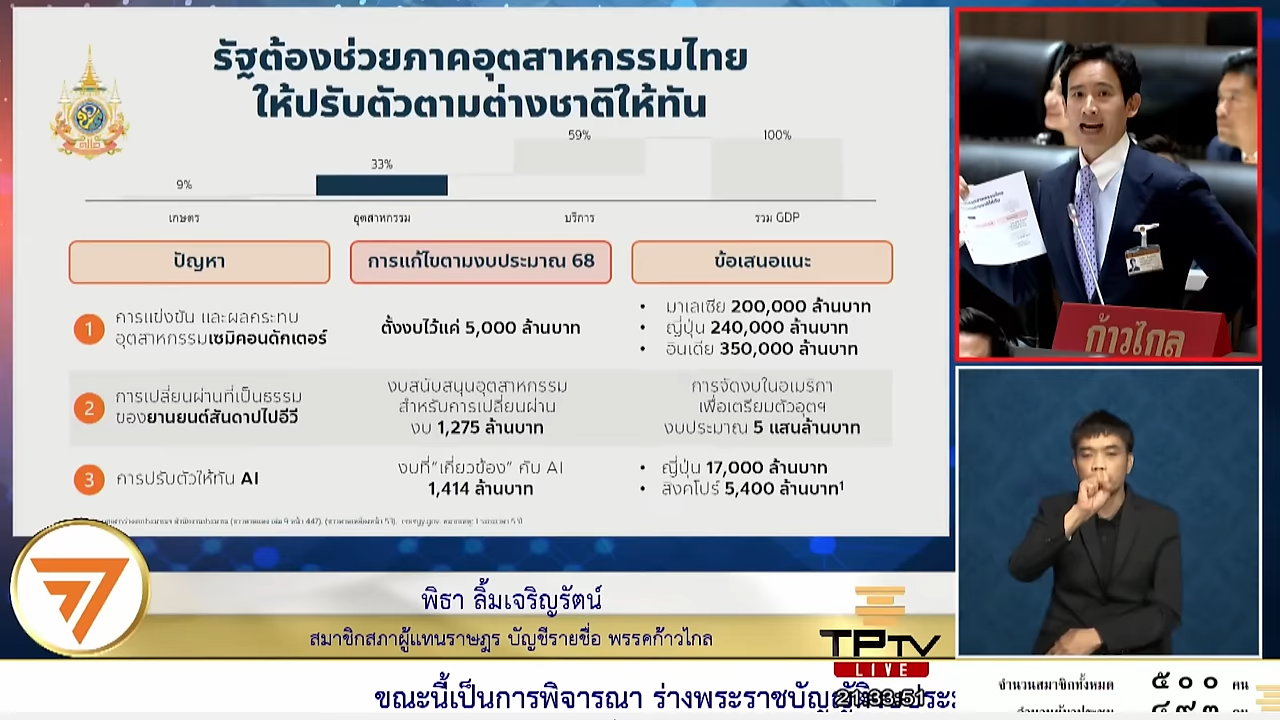 รัฐต้องช่วยภาคอุตสาหกรรมไทย
ให้ปรับตัวตามต่างชาติให้ทัน
9%
33%
59%
100%
เกษตร
อุตสาหกรรม
บริการ
รวม GDP
ปัญหา
การแก้ไขตามงบประมาณ 68
ข้อเสนอแนะ
1
การแข่งขัน และผลกระทบ
อุตสาหกรรมเซมิคอนดักเตอร์
ตั้งงบไว้แค่ 5,000 ล้านบาท
• มาเลเซีย 200,000 ล้านบาท
• ญี่ปุ่น 240,000 ล้านบาท
• อินเดีย 350,000 ล้านบาท
2
การเปลี่ยนผ่านที่เป็นธรรม
ของยานยนต์สันดาปไปอีวี
งบสนับสนุนอุตสาหกรรม
สำหรับการเปลี่ยนผ่าน
งบ 1,275 ล้านบาท
การจัดงบในอเมริกา
เพื่อเตรียมตัวอุตฯ
งบประมาณ 5 แสนล้านบาท
3
การปรับตัวให้ทัน AI
งบที่"เกี่ยวข้อง" กับ AI
1,414 ล้านบาท
• ญี่ปุ่น 17,000 ล้านบาท
• สิงคโปร์ 5,400 ล้านบาท¹
ก้าวไกล
พิธา ลิ้มเจริญรัตน์
สมาชิกสภาผู้แทนราษฎร บัญชีรายชื่อ พรรคก้าวไกล
TPTV
LIVE
21:33:51
ขณะนี้เป็นการพิจารณา ร่างพระราชบัญญัติ
จำนวนสมาชิกทั้งหมด ๕๐๐ คน